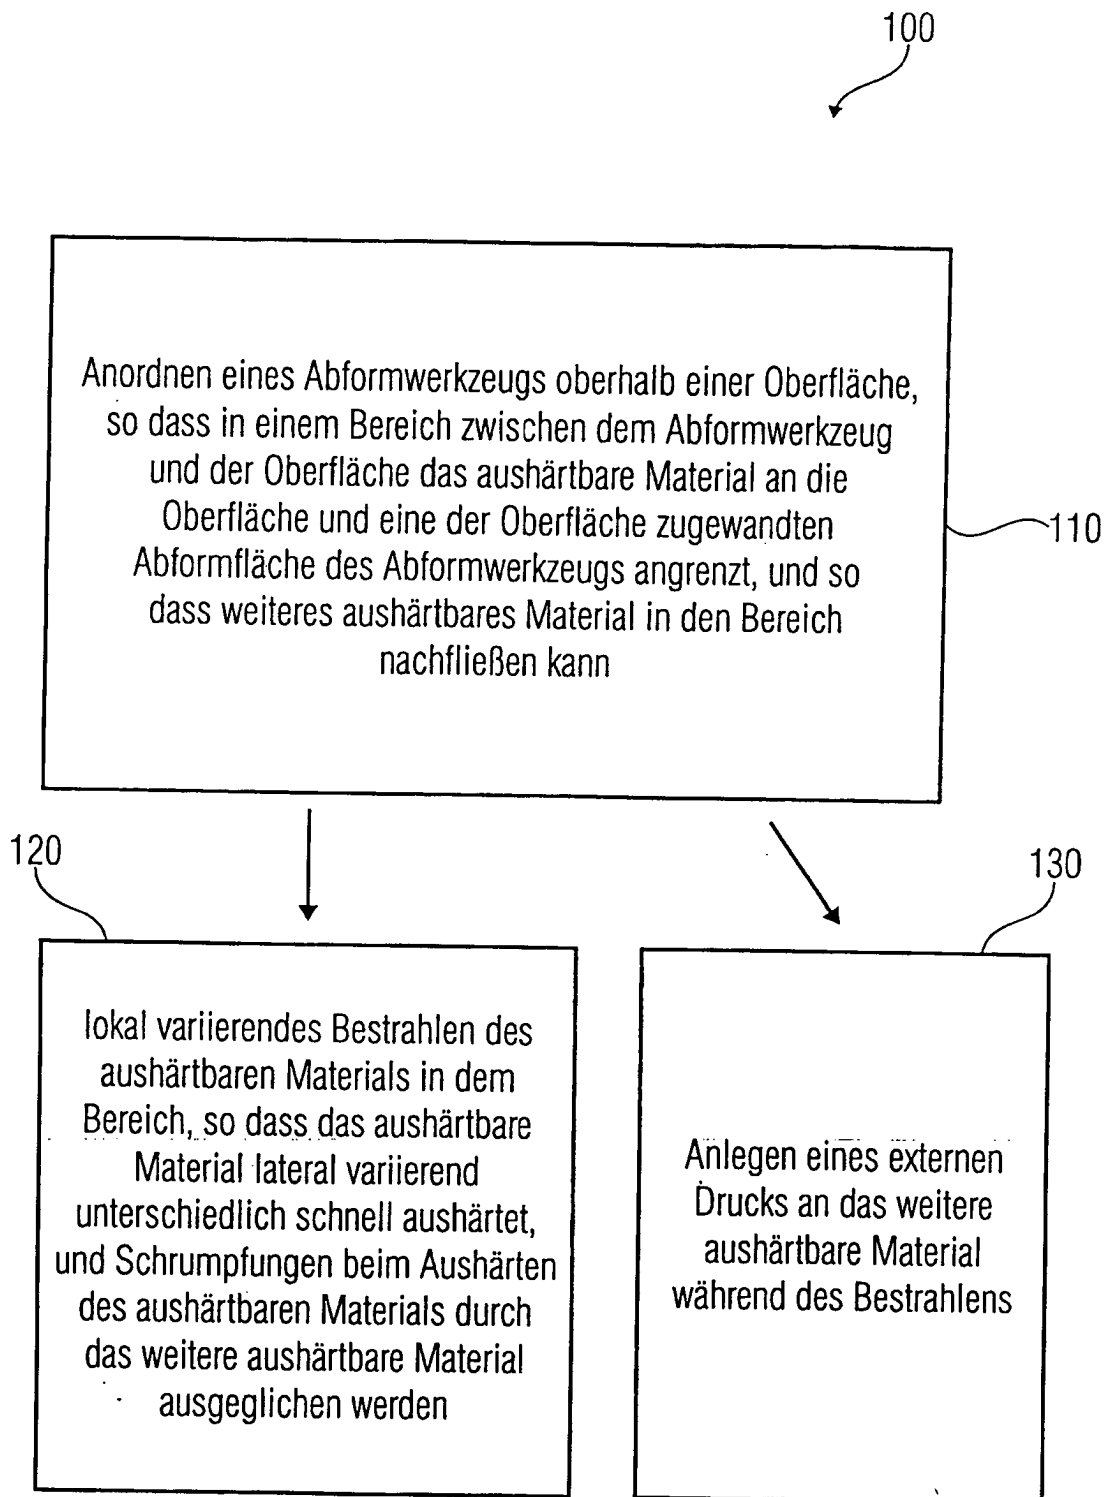 100
Anordnen eines Abformwerkzeugs oberhalb einer Oberfläche,
so dass in einem Bereich zwischen dem Abformwerkzeug
und der Oberfläche das aushärtbare Material an die
Oberfläche und eine der Oberfläche zugewandten
Abformfläche des Abformwerkzeugs angrenzt, und so
dass weiteres aushärtbares Material in den Bereich
nachfließen kann
110
120
lokal variierendes Bestrahlen des
aushärtbaren Materials in dem
Bereich, so dass das aushärtbare
Material lateral variierend
unterschiedlich schnell aushärtet,
und Schrumpfungen beim Aushärten
des aushärtbaren Materials durch
das weitere aushärtbare Material
ausgeglichen werden
130
Anlegen eines externen
Drucks an das weitere
aushärtbare Material
während des Bestrahlens